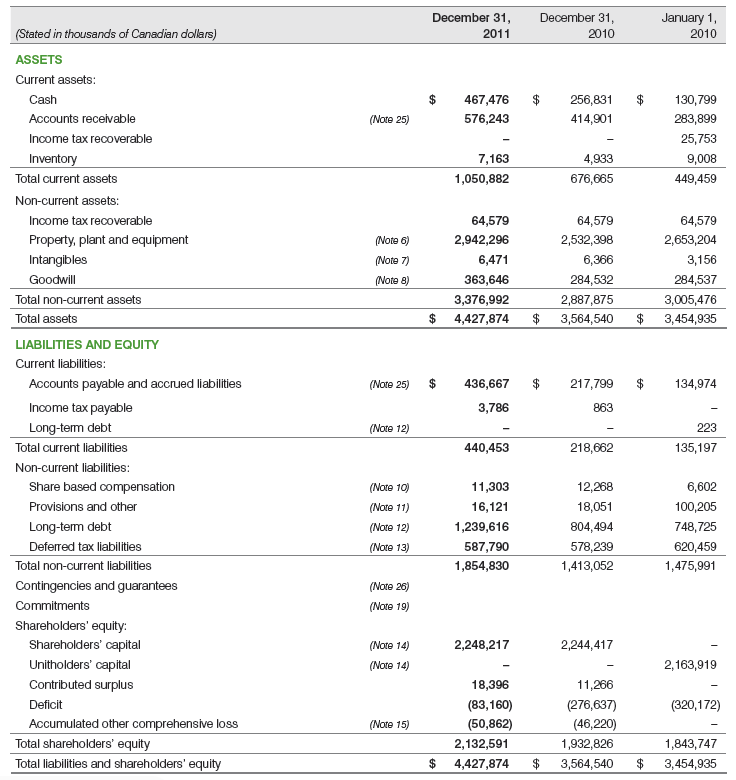 December 31, December 31, January 1,
(Stated in thousands of Canadian dollars) 2011 2010 2010
ASSETS
Current assets:
Cash $ 467,476 $ 256,831 $ 130,799
Accounts receivable (Note 25) 576,243 414,901 283,899
Income tax recoverable – – 25,753
Inventory 7,163 4,933 9,008
Total current assets 1,050,882 676,665 449,459
Non-current assets:
Income tax recoverable 64,579 64,579 64,579
Property, plant and equipment (Note 6) 2,942,296 2,532,398 2,653,204
Intangibles (Note 7) 6,471 6,366 3,156
Goodwill (Note 8) 363,646 284,532 284,537
Total non-current assets 3,376,992 2,887,875 3,005,476
Total assets $ 4,427,874 $ 3,564,540 $ 3,454,935
LIABILITIES AND EQUITY
Current liabilities:
Accounts payable and accrued liabilities (Note 25) $ 436,667 $ 217,799 $ 134,974
Income tax payable 3,786 863 –
Long-term debt (Note 12) – – 223
Total current liabilities 440,453 218,662 135,197
Non-current liabilities:
Share based compensation (Note 10) 11,303 12,268 6,602
Provisions and other (Note 11) 16,121 18,051 100,205
Long-term debt (Note 12) 1,239,616 804,494 748,725
Deferred tax liabilities (Note 13) 587,790 578,239 620,459
Total non-current liabilities 1,854,830 1,413,052 1,475,991
Contingencies and guarantees (Note 26)
Commitments (Note 19)
Shareholders' equity:
Shareholders' capital (Note 14) 2,248,217 2,244,417 –
Unitholders' capital (Note 14) – – 2,163,919
Contributed surplus 18,396 11,266 –
Deficit (83,160) (276,637) (320,172)
Accumulated other comprehensive loss (Note 15) (50,862) (46,220) –
Total shareholders' equity 2,132,591 1,932,826 1,843,747
Total liabilities and shareholders' equity $ 4,427,874 $ 3,564,540 $ 3,454,935